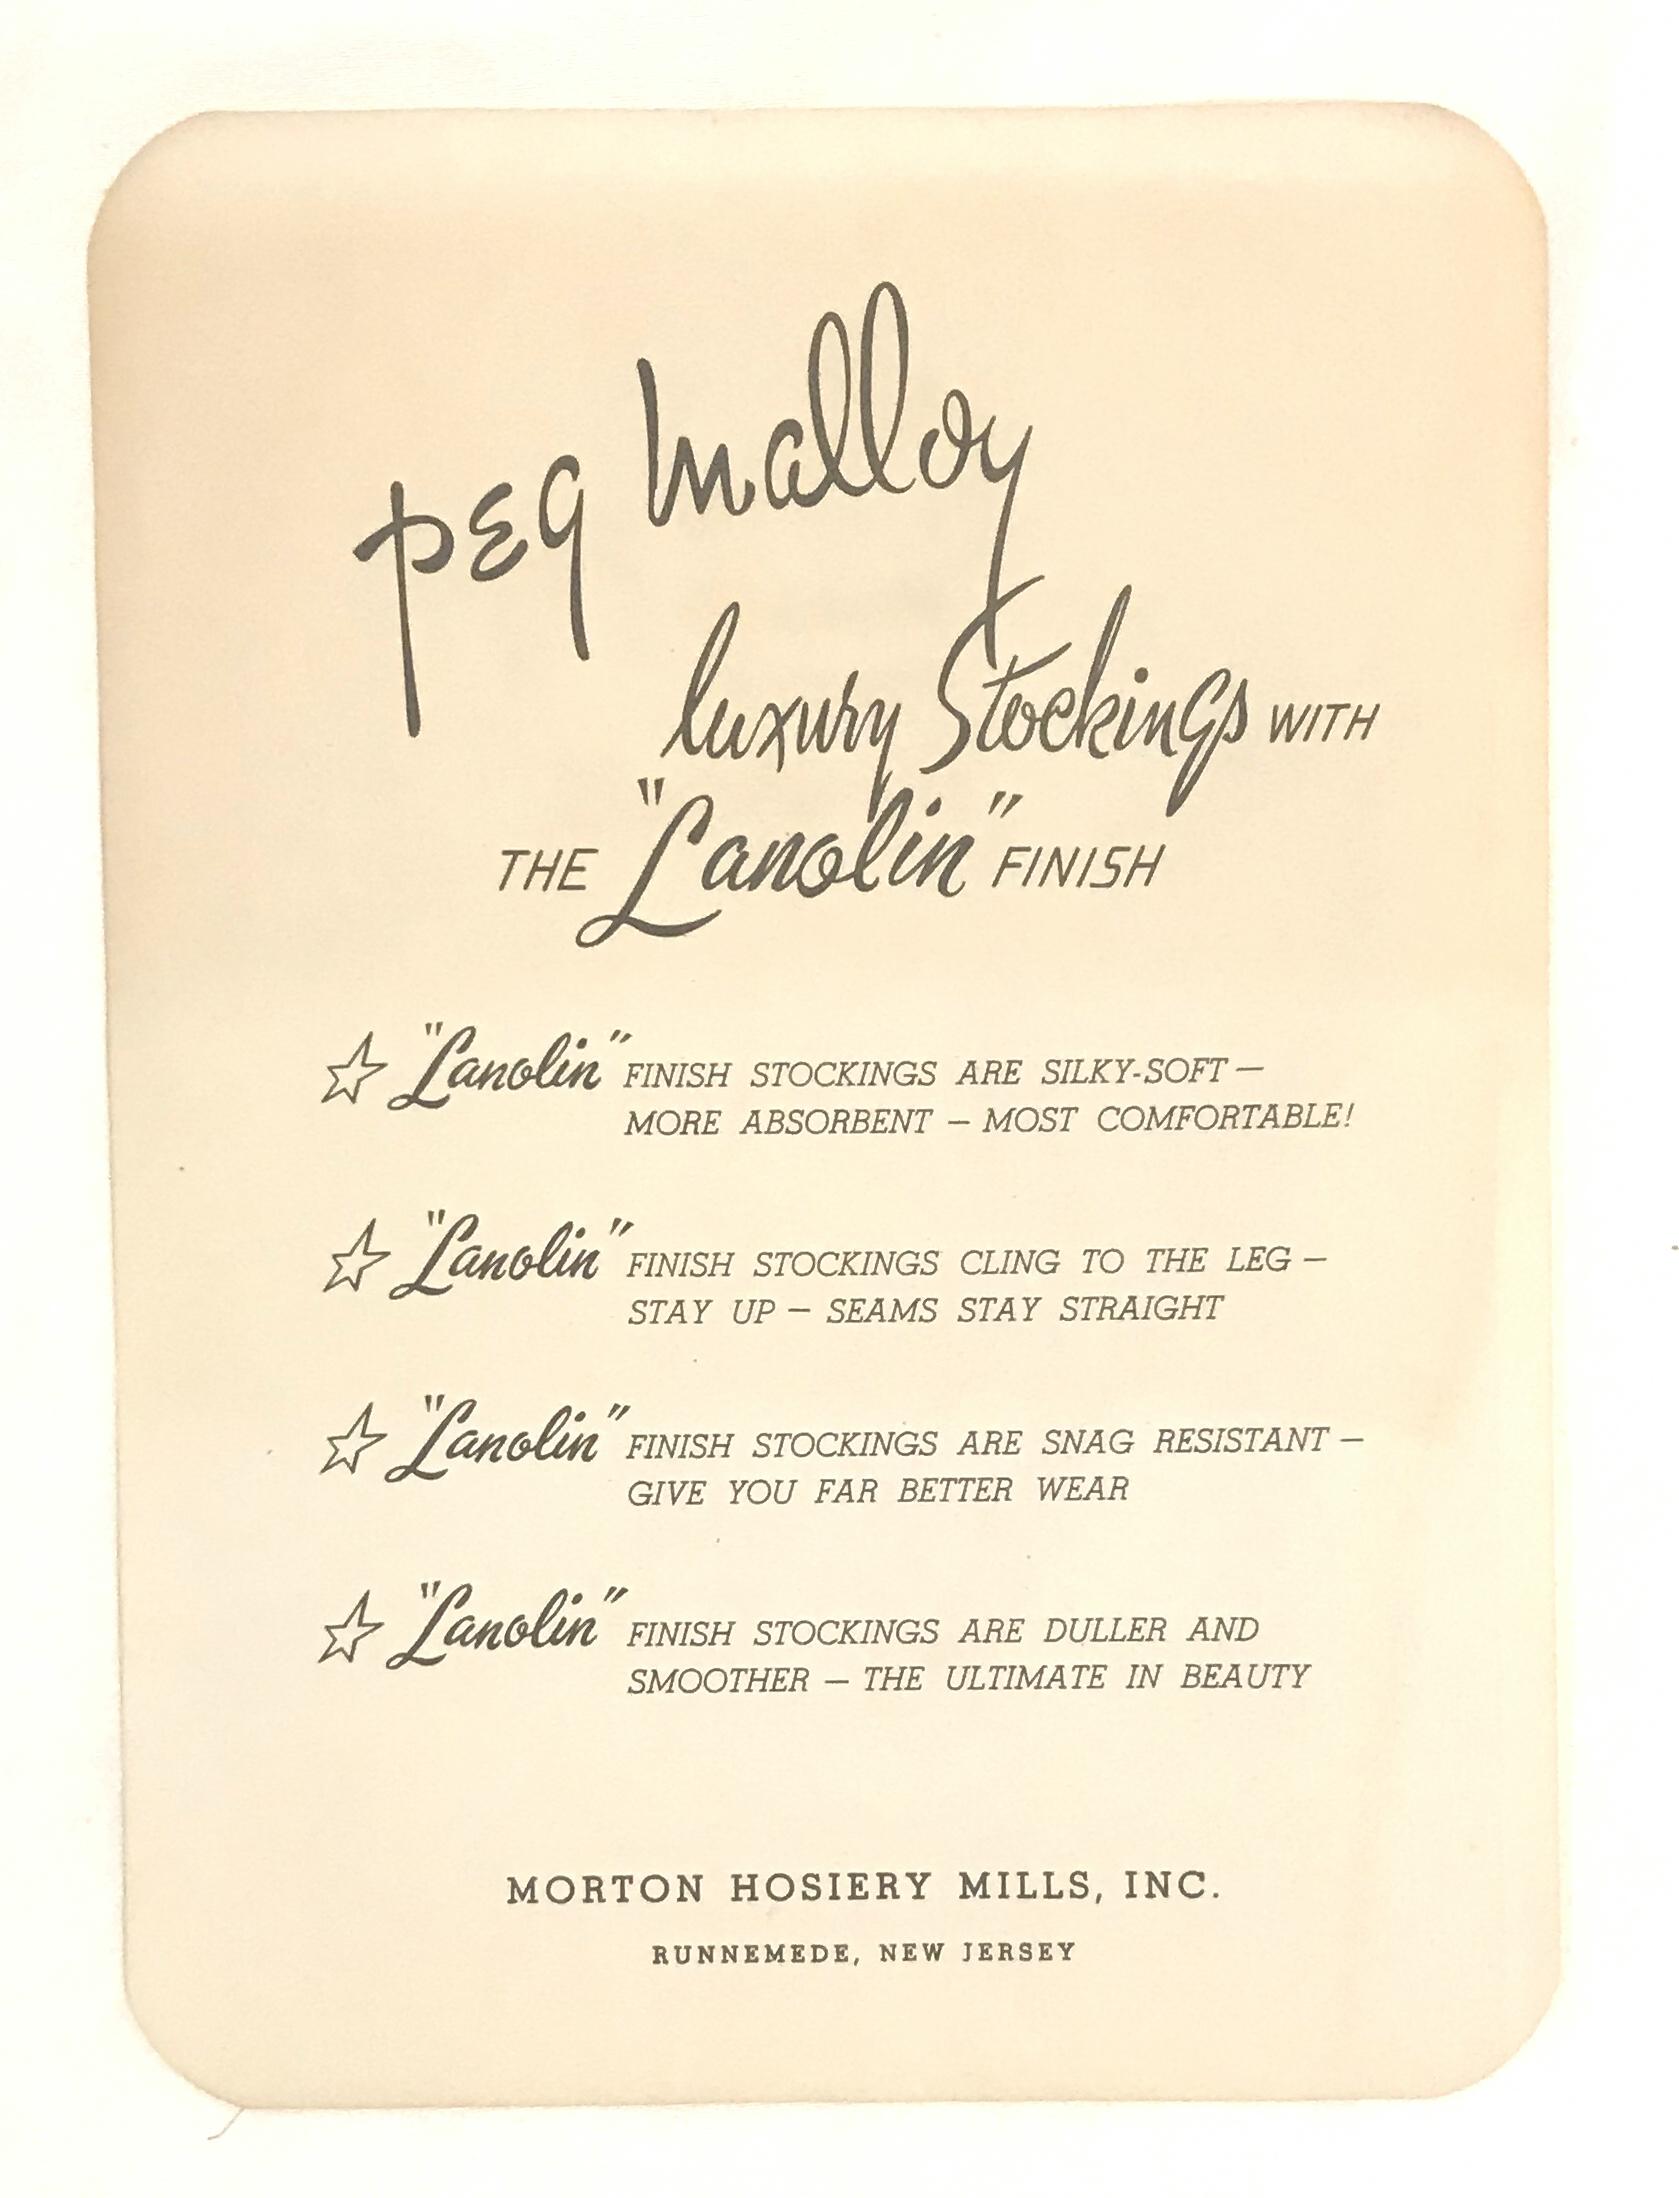 peg malloy
luxury Stockings WITH
THE "Lanolin" FINISH
☆ "Lanolin" FINISH STOCKINGS ARE SILKY-SOFT —
MORE ABSORBENT — MOST COMFORTABLE!
☆ "Lanolin" FINISH STOCKINGS CLING TO THE LEG —
STAY UP — SEAMS STAY STRAIGHT
☆ "Lanolin" FINISH STOCKINGS ARE SNAG RESISTANT —
GIVE YOU FAR BETTER WEAR
☆ "Lanolin" FINISH STOCKINGS ARE DULLER AND
SMOOTHER — THE ULTIMATE IN BEAUTY
MORTON HOSIERY MILLS, INC.
RUNNEMEDE, NEW JERSEY